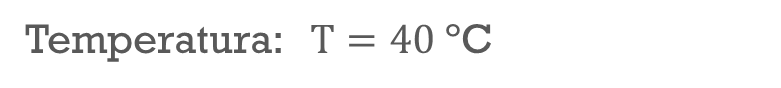 Temperatura: T = 40 °C